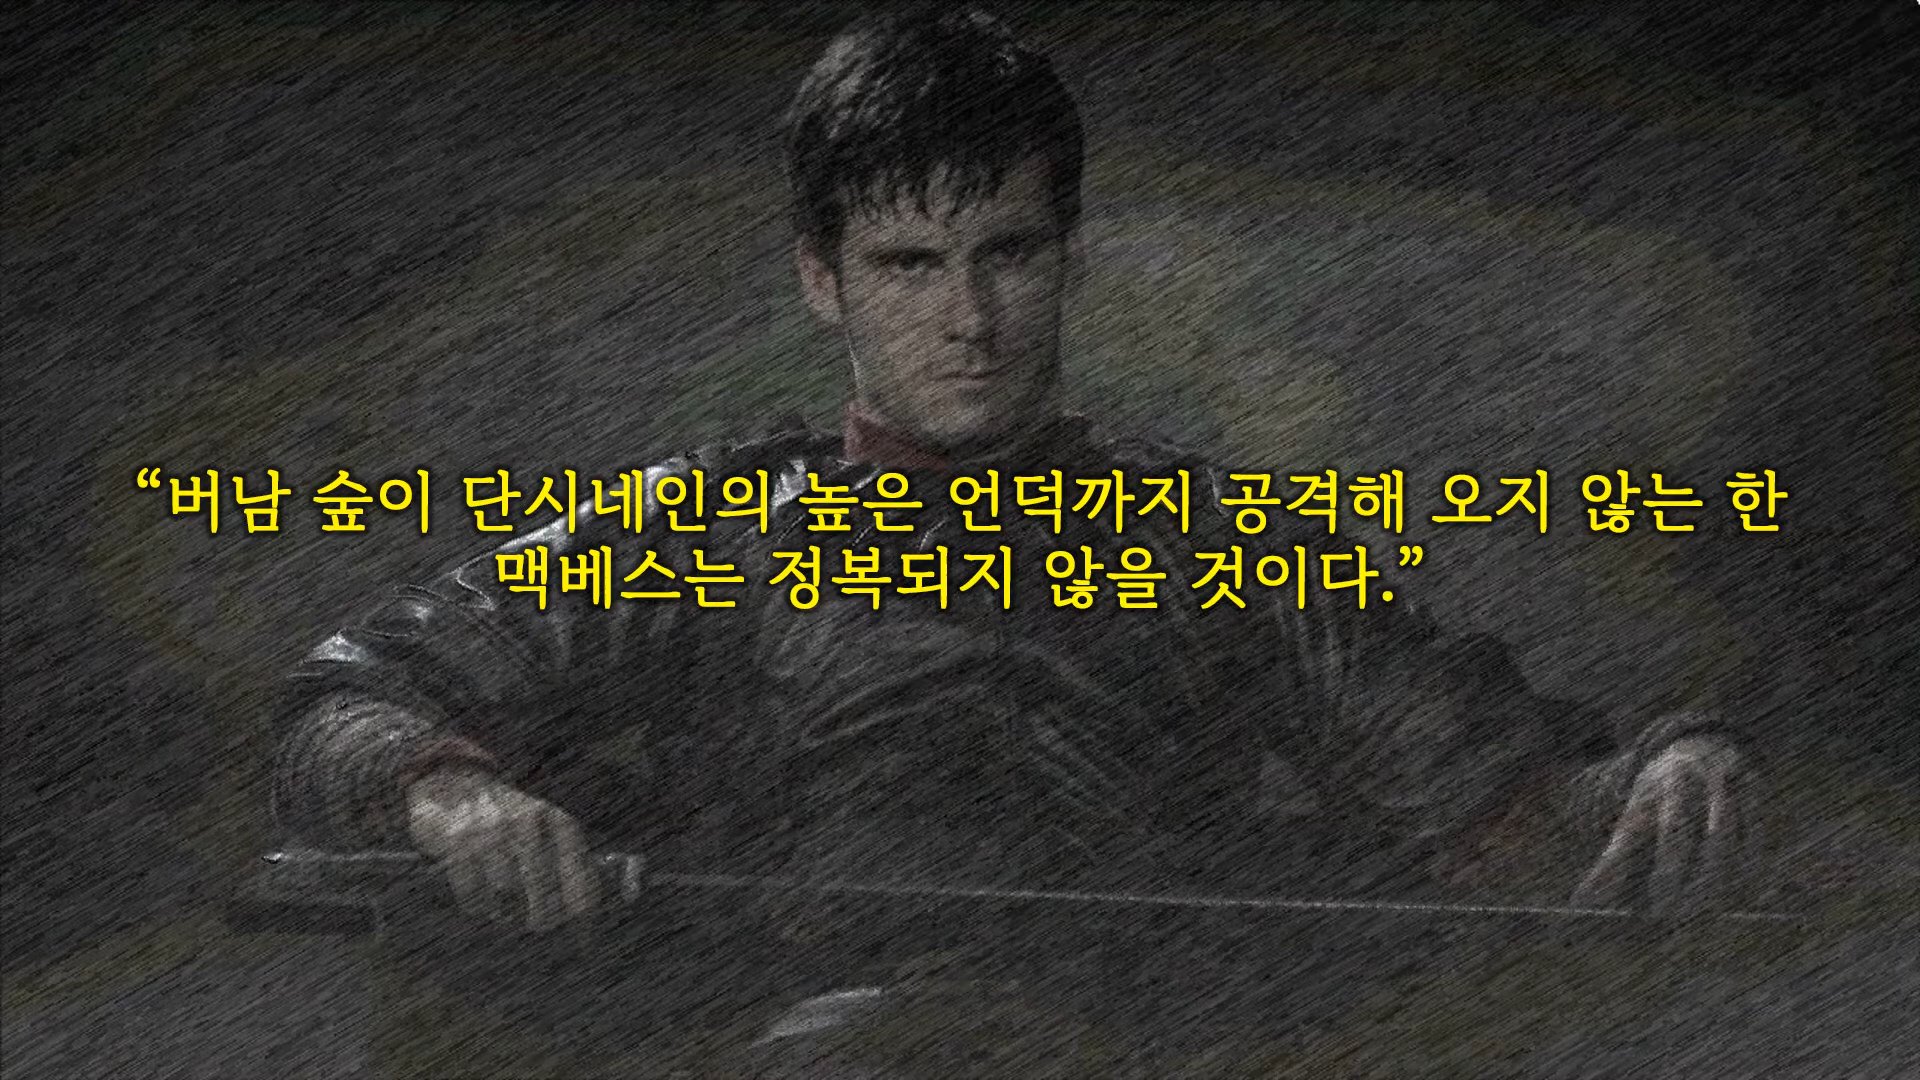 “버남 숲이 단시네인의 높은 언덕까지 공격해 오지 않는 한
맥베스는 정복되지 않을 것이다.”